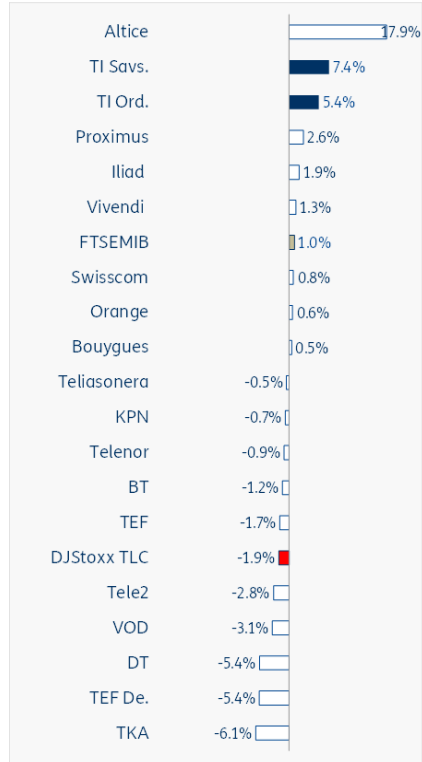 Altice 17.9%
TI Savs. 7.4%
TI Ord. 5.4%
Proximus 2.6%
Iliad 1.9%
Vivendi 1.3%
FTSEMIB 1.0%
Swisscom 0.8%
Orange 0.6%
Bouygues 0.5%
Teliasonera -0.5%
KPN -0.7%
Telenor -0.9%
BT -1.2%
TEF -1.7%
DJStoxx TLC -1.9%
Tele2 -2.8%
VOD -3.1%
DT -5.4%
TEF De. -5.4%
TKA -6.1%